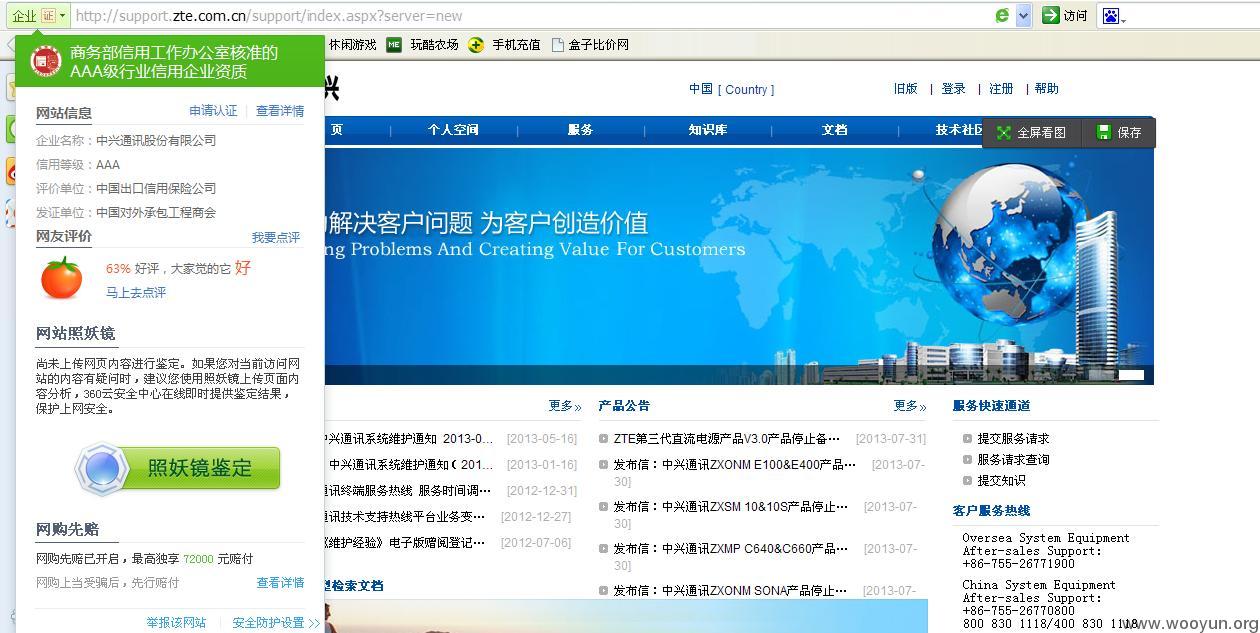 企业 证 http://support.zte.com.cn/support/index.aspx?server=new 访问
休闲游戏 ME 玩酷农场 手机充值 盒子比价网
商务部信用工作办公室核准的
AAA级行业信用企业资质
网站信息 申请认证 查看详情
企业名称：中兴通讯股份有限公司
信用等级：AAA
评价单位：中国出口信用保险公司
发证单位：中国对外承包工程商会
网友评价 我要点评
63% 好评，大家觉的它 好
马上去点评
网站照妖镜
尚未上传网页内容进行鉴定。如果您对当前访问网
站的内容有疑问时，建议您使用照妖镜上传页面内
容分析，360云安全中心在线即时提供鉴定结果，
保护上网安全。
照妖镜鉴定
网购先赔
网购先赔已开启，最高独享 72000 元赔付
网购上当受骗后，先行赔付 查看详情
举报该网站 安全防护设置 >>
兴
中国 [ Country ] 旧版 | 登录 | 注册 | 帮助
页 | 个人空间 | 服务 | 知识库 | 文档 | 技术社区
全屏看图 保存
解决客户问题 为客户创造价值
ng Problems And Creating Value For Customers
更多»
中兴通讯系统维护通知 2013-0... [2013-05-16]
中兴通讯系统维护通知( 201... [2013-01-16]
讯终端服务热线 服务时间调… [2012-12-31]
讯技术支持热线平台业务变… [2012-12-27]
维护经验》电子版赠阅登记… [2012-07-06]
型检索文档
产品公告 更多»
ZTE第三代直流电源产品V3.0产品停止备… [2013-07-31]
发布信：中兴通讯ZXONM E100&E400产品… [2013-07-
30]
发布信：中兴通讯ZXSM 10&10S产品停止… [2013-07-
30]
发布信：中兴通讯ZXMP C640&C660产品… [2013-07-
30]
发布信：中兴通讯ZXONM SONA产品停止… [2013-07-
服务快速通道
提交服务请求
服务请求查询
提交知识
客户服务热线
Oversea System Equipment
After-sales Support:
+86-755-26771900
China System Equipment
After-sales Support:
+86-755-26770800
800 830 1118/400 830 1118
www.wooyun.org